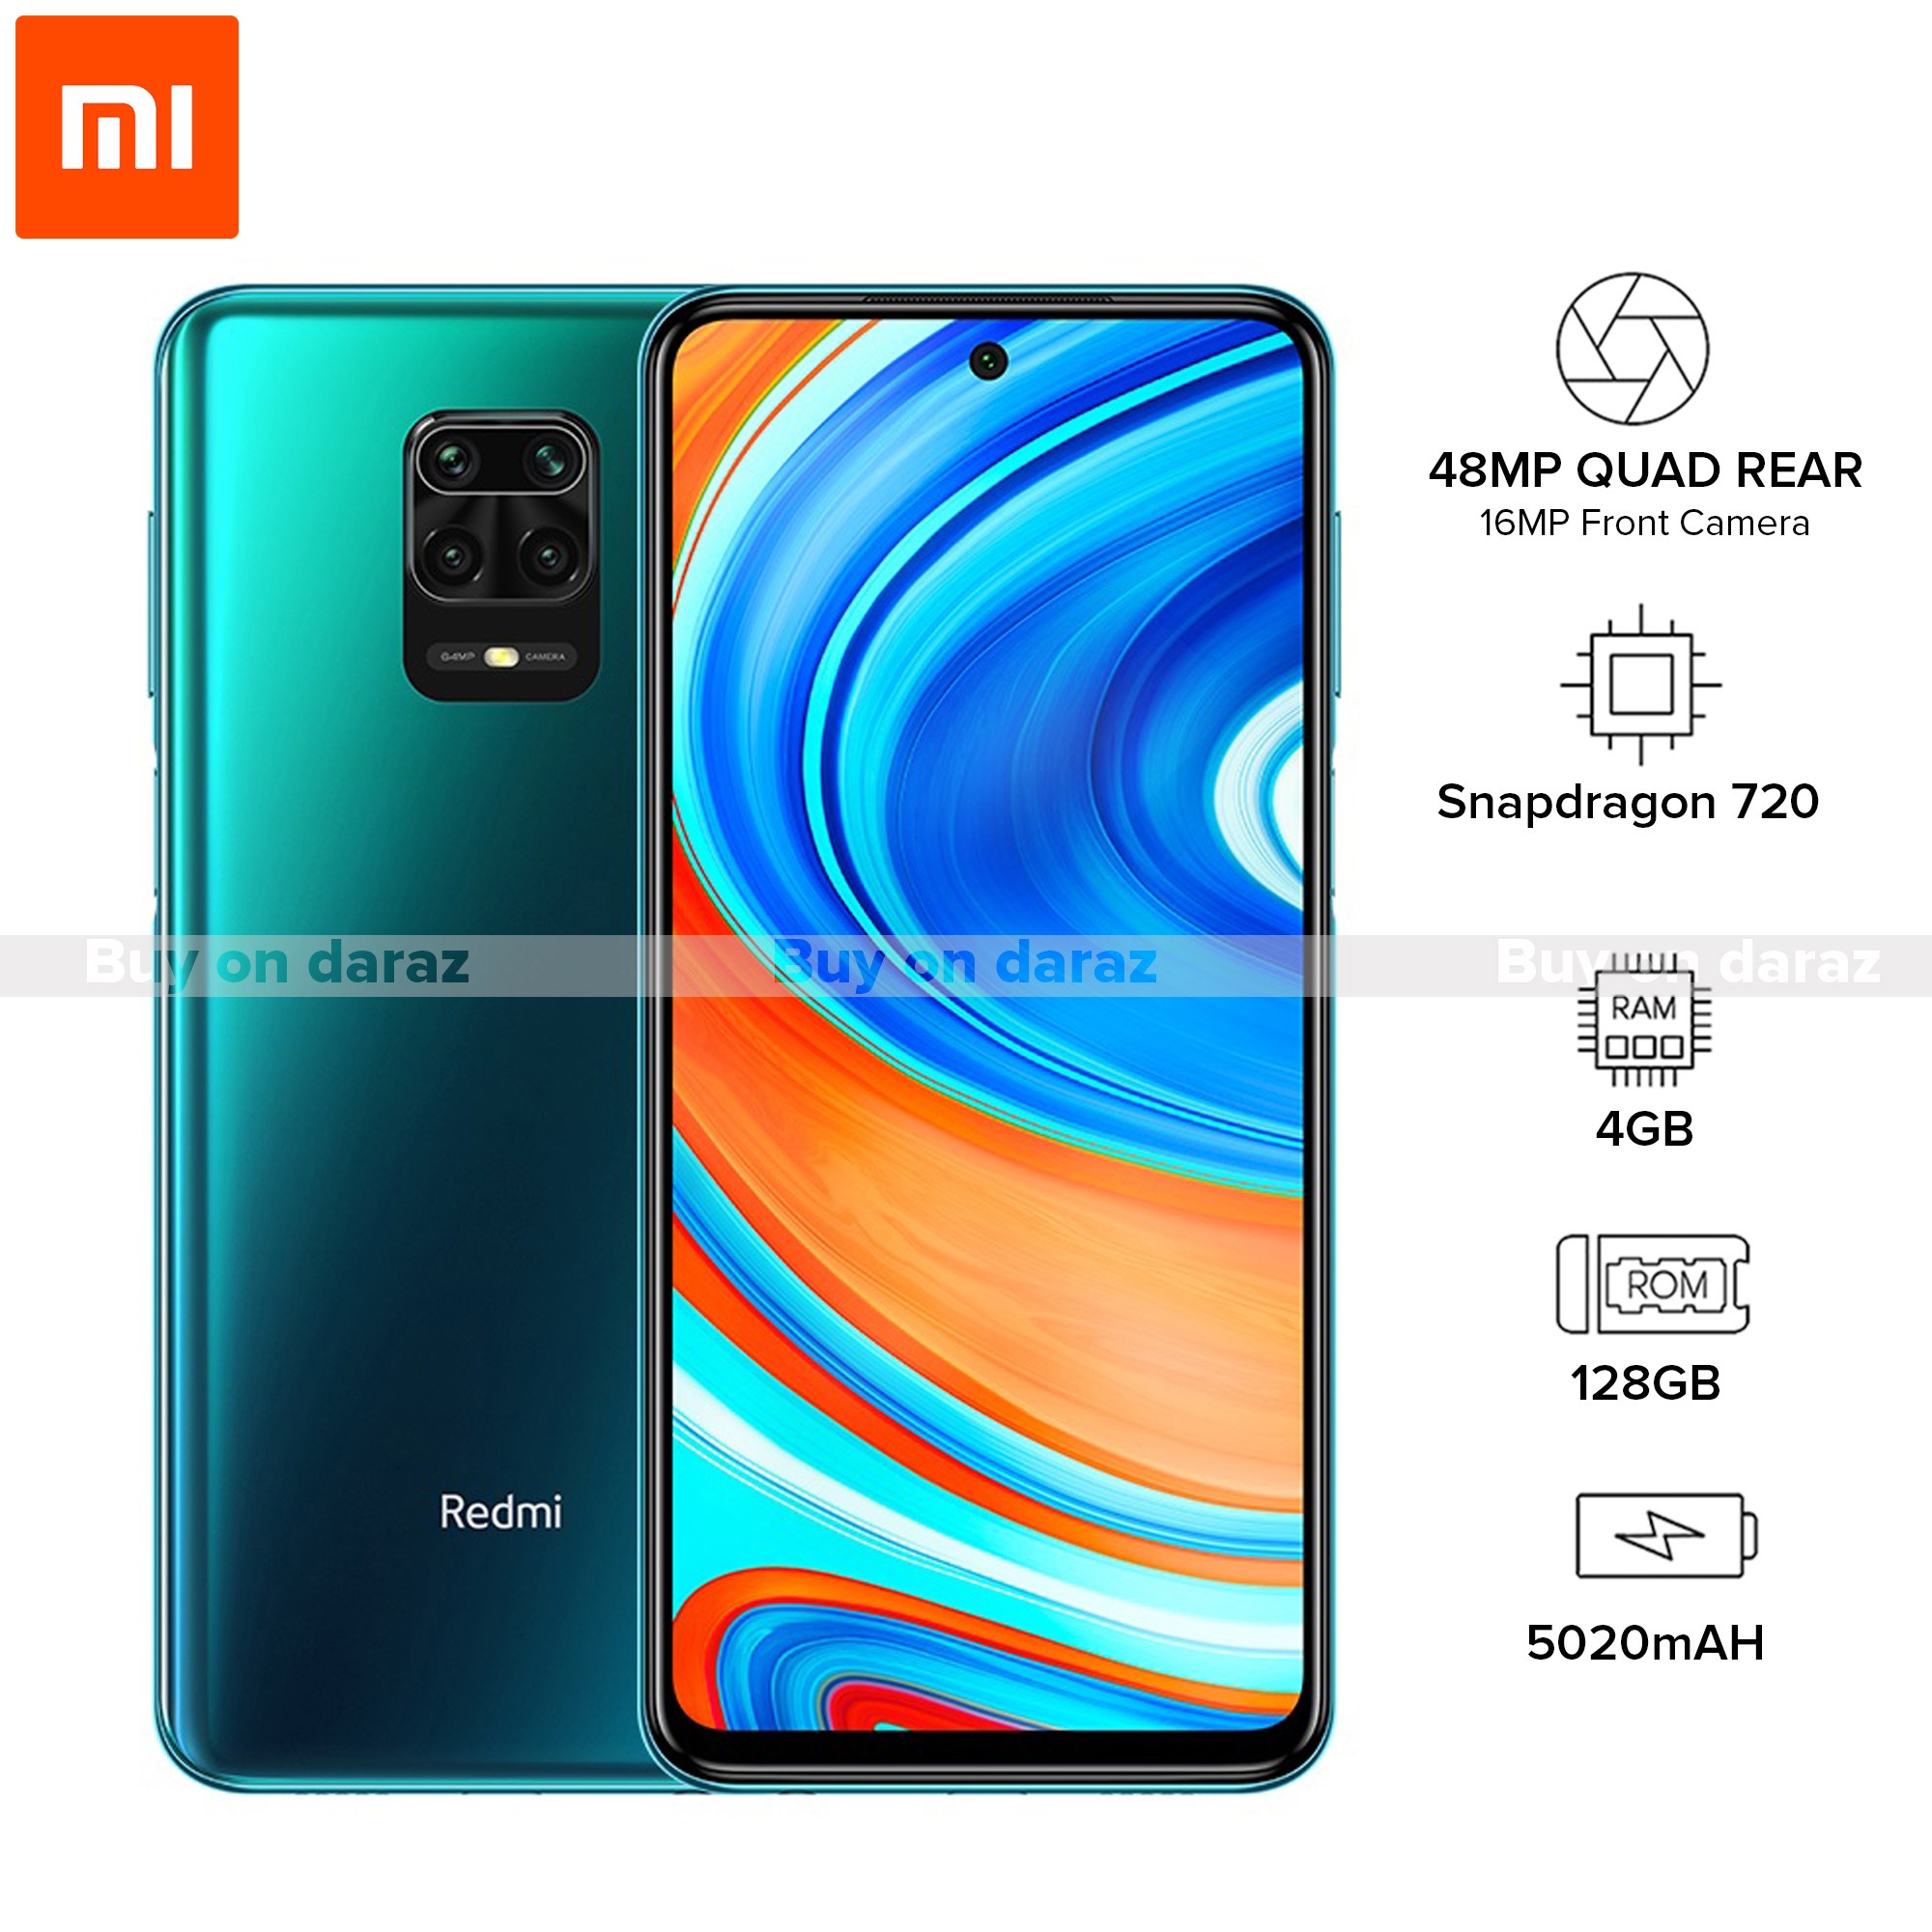 mi
48MP QUAD REAR
16MP Front Camera
64MP CAMERA
Snapdragon 720
Buy on daraz Buy on daraz Buy on daraz
RAM
4GB
ROM
128GB
Redmi
5020mAH